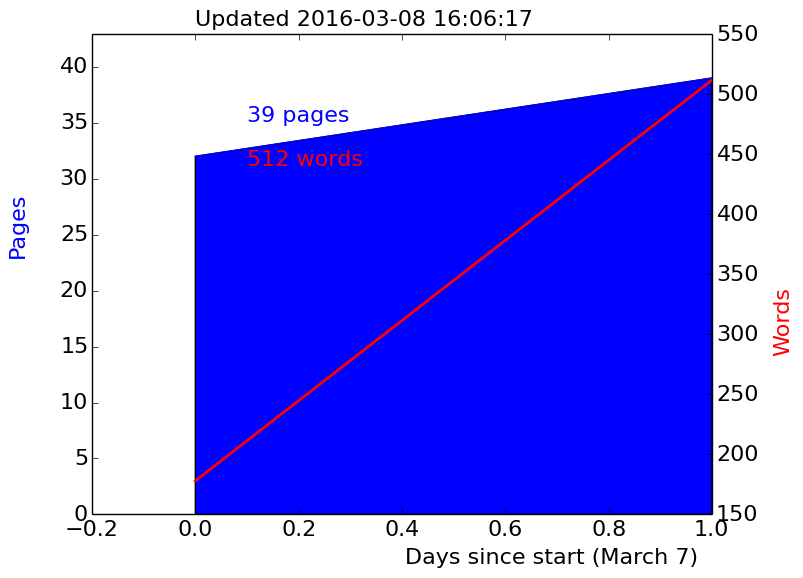 Updated 2016-03-08 16:06:17
40
35
30
25
20
15
10
5
0
Pages
39 pages
512 words
550
500
450
400
350
300
250
200
150
Words
−0.2 0.0 0.2 0.4 0.6 0.8 1.0
Days since start (March 7)